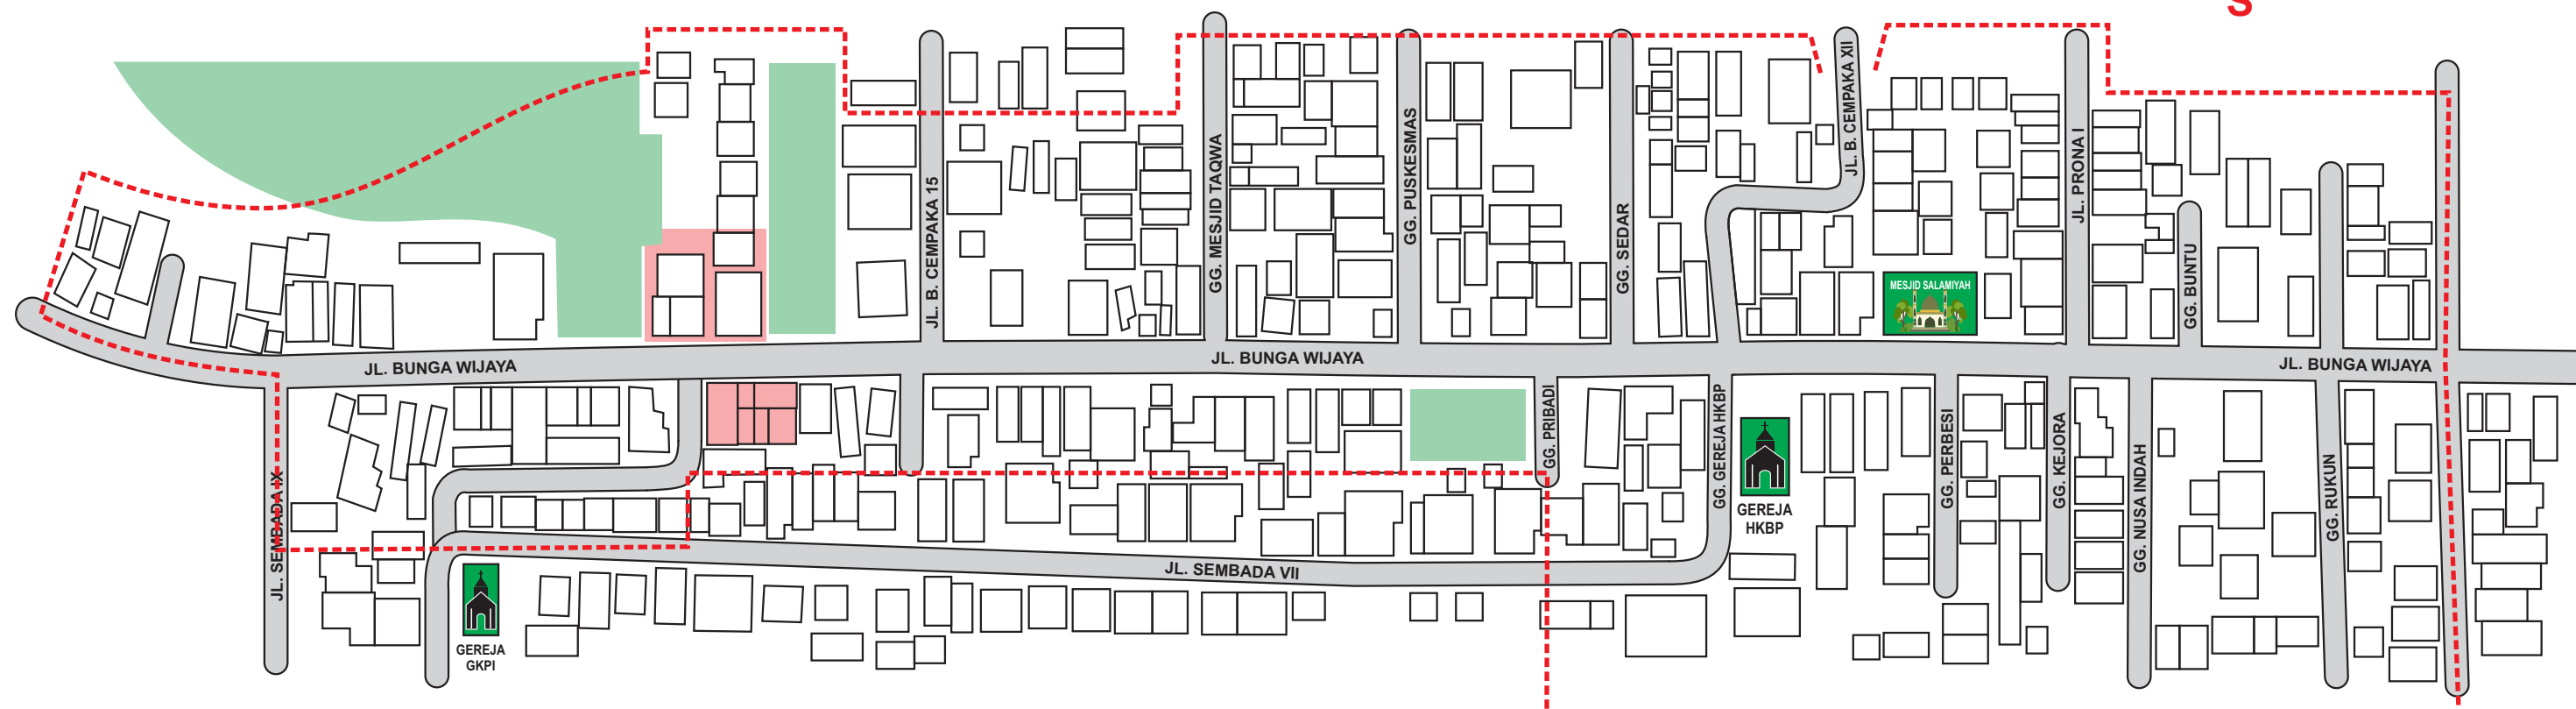 S
JL. B. CEMPAKA 15
GG. MESJID TAQWA
GG. PUSKESMAS
GG. SEDAR
JL. B. CEMPAKA XII
JL. PRONA I
GG. BUNTU
MESJID SALAMIYAH
JL. BUNGA WIJAYA
JL. BUNGA WIJAYA
JL. BUNGA WIJAYA
JL. SEMBADA IX
GG. PRIBADI
GG. GEREJA HKBP
GEREJA
HKBP
GG. PERBESI
GG. KEJORA
GG. NUSA INDAH
GG. RUKUN
JL. SEMBADA VII
GEREJA
GKPI